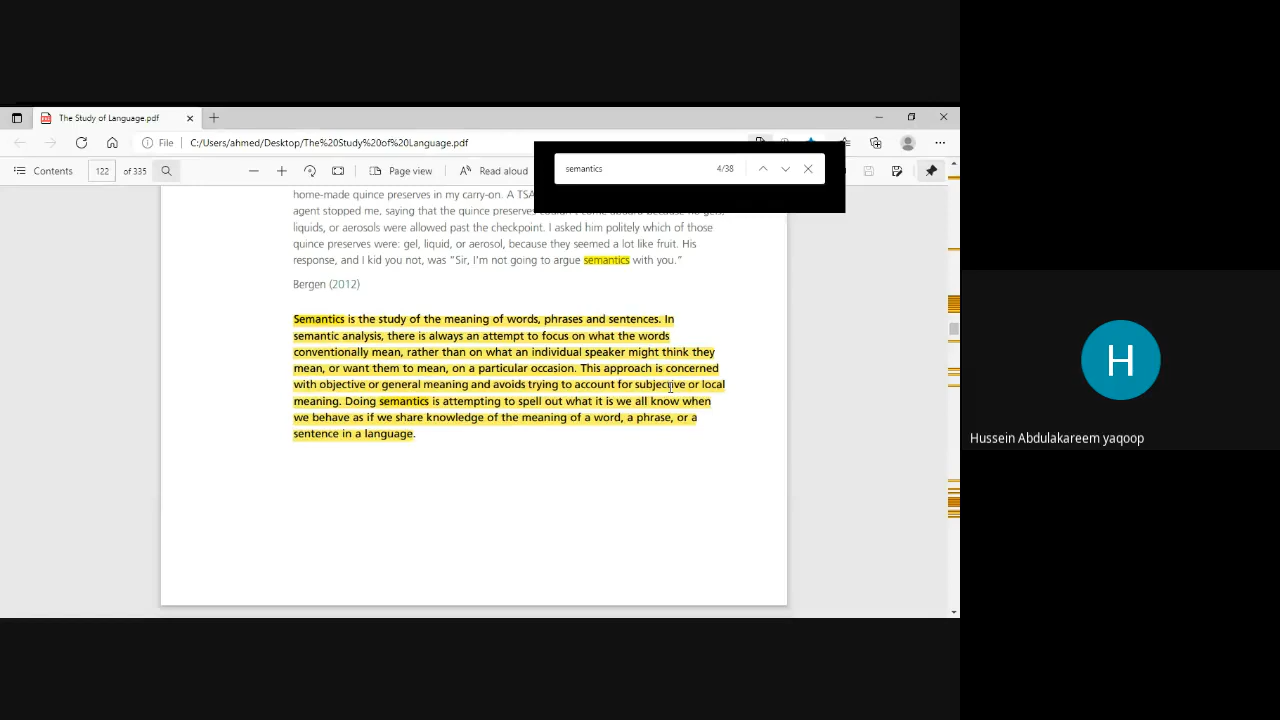 The Study of Language.pdf
File
C:/Users/ahmed/Desktop/The%20Study%20of%20Language.pdf
semantics
4/38
Contents
122
of 335
Page view
Read aloud
home-made quince preserves in my carry-on. A TSA
agent stopped me, saying that the quince preserves couldn't come aboard because no gels,
liquids, or aerosols were allowed past the checkpoint. I asked him politely which of those
quince preserves were: gel, liquid, or aerosol, because they seemed a lot like fruit. His
response, and I kid you not, was “Sir, I'm not going to argue semantics with you.”
Bergen (2012)
Semantics is the study of the meaning of words, phrases and sentences. In
semantic analysis, there is always an attempt to focus on what the words
conventionally mean, rather than on what an individual speaker might think they
mean, or want them to mean, on a particular occasion. This approach is concerned
with objective or general meaning and avoids trying to account for subjective or local
meaning. Doing semantics is attempting to spell out what it is we all know when
we behave as if we share knowledge of the meaning of a word, a phrase, or a
sentence in a language.
H
Hussein Abdulakareem yaqoop